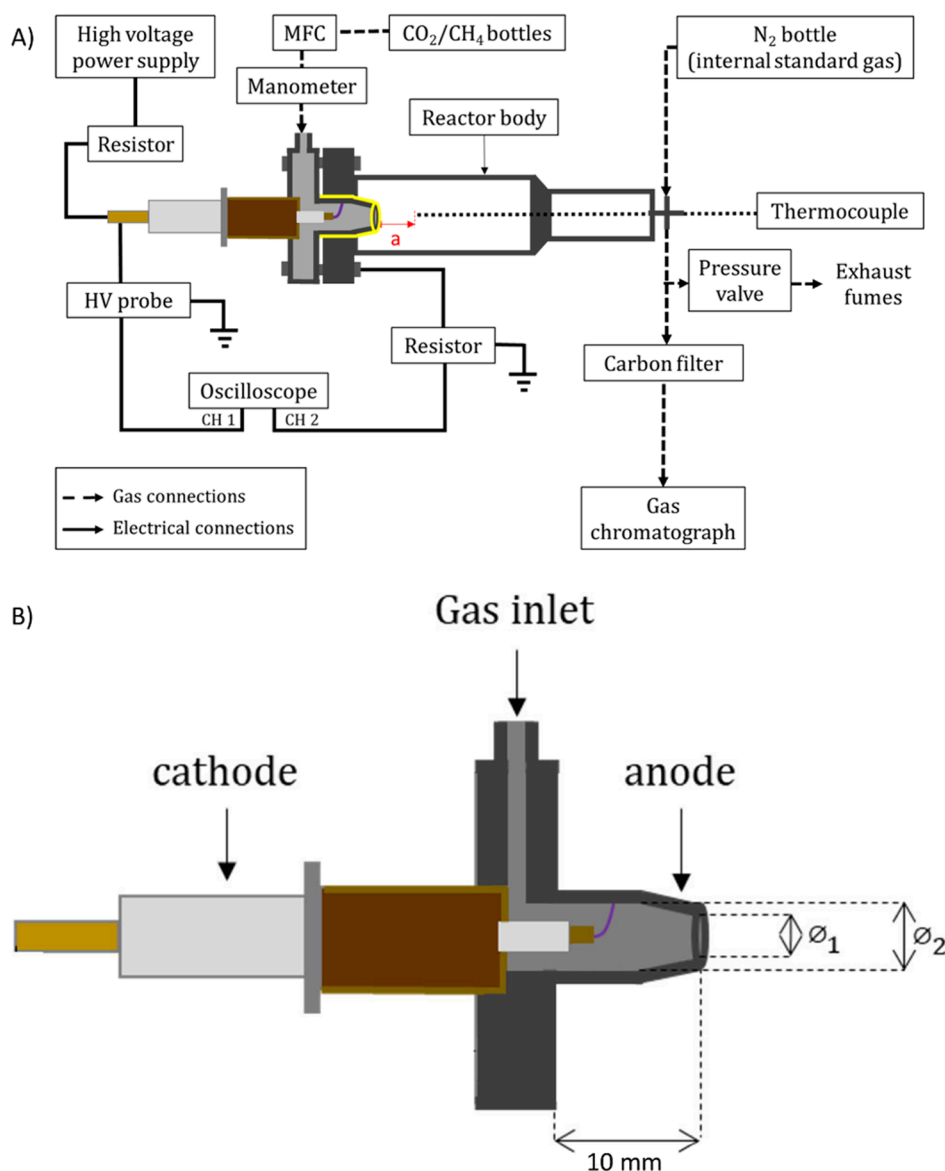 A)
High voltage
power supply
MFC
CO₂/CH₄ bottles
N₂ bottle
(internal standard gas)
Manometer
Resistor
Reactor body
a
Thermocouple
HV probe
Pressure
valve
Exhaust
fumes
Resistor
Carbon filter
Oscilloscope
CH 1
CH 2
Gas connections
Electrical connections
Gas
chromatograph
B)
Gas inlet
cathode
anode
⌀₁
⌀₂
10 mm